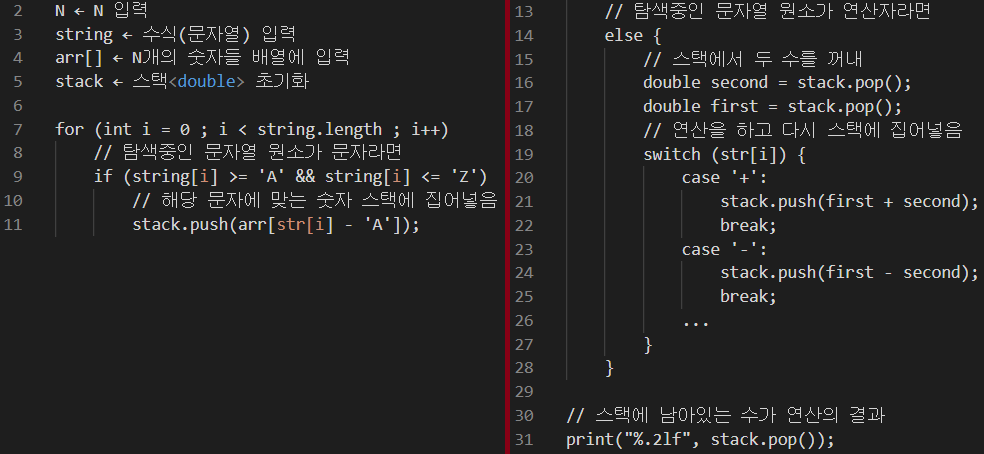 2 N ← N 입력
3 string ← 수식(문자열) 입력
4 arr[] ← N개의 숫자들 배열에 입력
5 stack ← 스택<double> 초기화
6
7 for (int i = 0 ; i < string.length ; i++)
8 // 탐색중인 문자열 원소가 문자라면
9 if (string[i] >= 'A' && string[i] <= 'Z')
10 // 해당 문자에 맞는 숫자 스택에 집어넣음
11 stack.push(arr[str[i] - 'A']);
13 // 탐색중인 문자열 원소가 연산자라면
14 else {
15 // 스택에서 두 수를 꺼내
16 double second = stack.pop();
17 double first = stack.pop();
18 // 연산을 하고 다시 스택에 집어넣음
19 switch (str[i]) {
20 case '+':
21 stack.push(first + second);
22 break;
23 case '-':
24 stack.push(first - second);
25 break;
26 ...
27 }
28 }
29
30 // 스택에 남아있는 수가 연산의 결과
31 print("%.2lf", stack.pop());